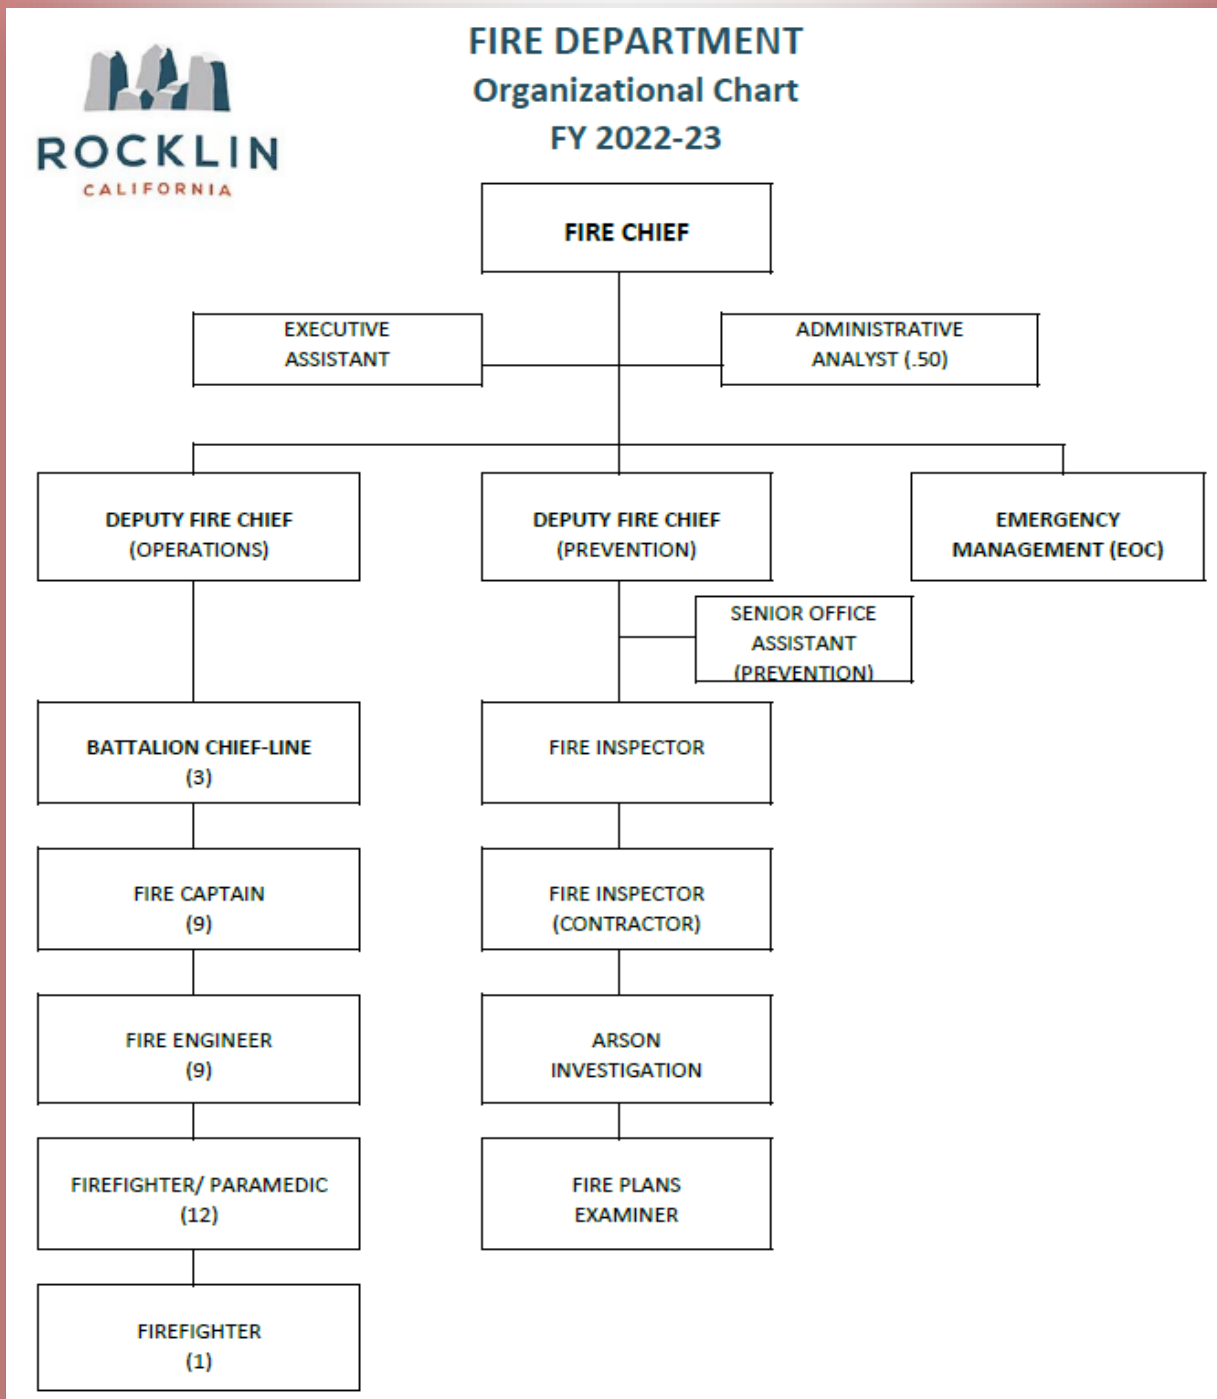 FIRE DEPARTMENT
Organizational Chart
FY 2022-23
ROCKLIN
CALIFORNIA
FIRE CHIEF
EXECUTIVE
ASSISTANT
ADMINISTRATIVE
ANALYST (.50)
DEPUTY FIRE CHIEF
(OPERATIONS)
DEPUTY FIRE CHIEF
(PREVENTION)
EMERGENCY
MANAGEMENT (EOC)
SENIOR OFFICE
ASSISTANT
(PREVENTION)
BATTALION CHIEF-LINE
(3)
FIRE INSPECTOR
FIRE CAPTAIN
(9)
FIRE INSPECTOR
(CONTRACTOR)
FIRE ENGINEER
(9)
ARSON
INVESTIGATION
FIREFIGHTER/ PARAMEDIC
(12)
FIRE PLANS
EXAMINER
FIREFIGHTER
(1)